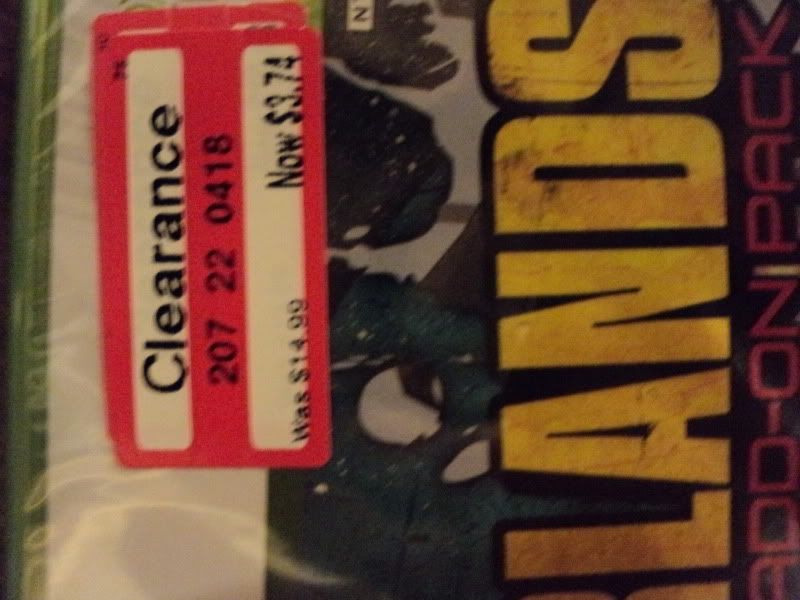 Clearance
207 22 0418
Was $14.99 Now $3.74
LANDS
ADD-ON PACK